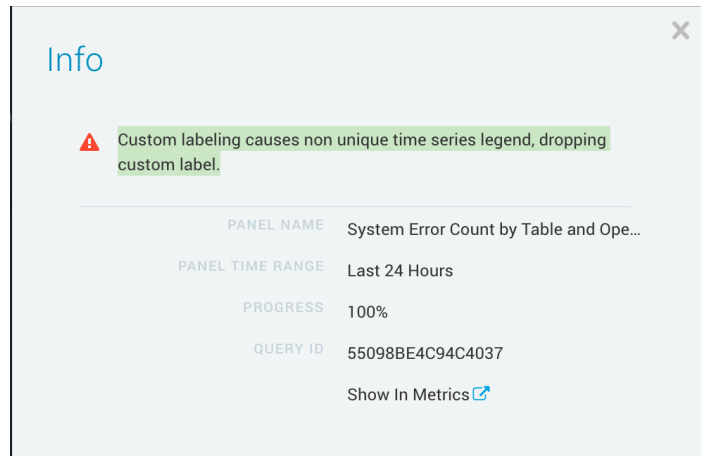 Info
Custom labeling causes non unique time series legend, dropping
custom label.
PANEL NAME System Error Count by Table and Ope...
PANEL TIME RANGE Last 24 Hours
PROGRESS 100%
QUERY ID 55098BE4C94C4037
Show In Metrics